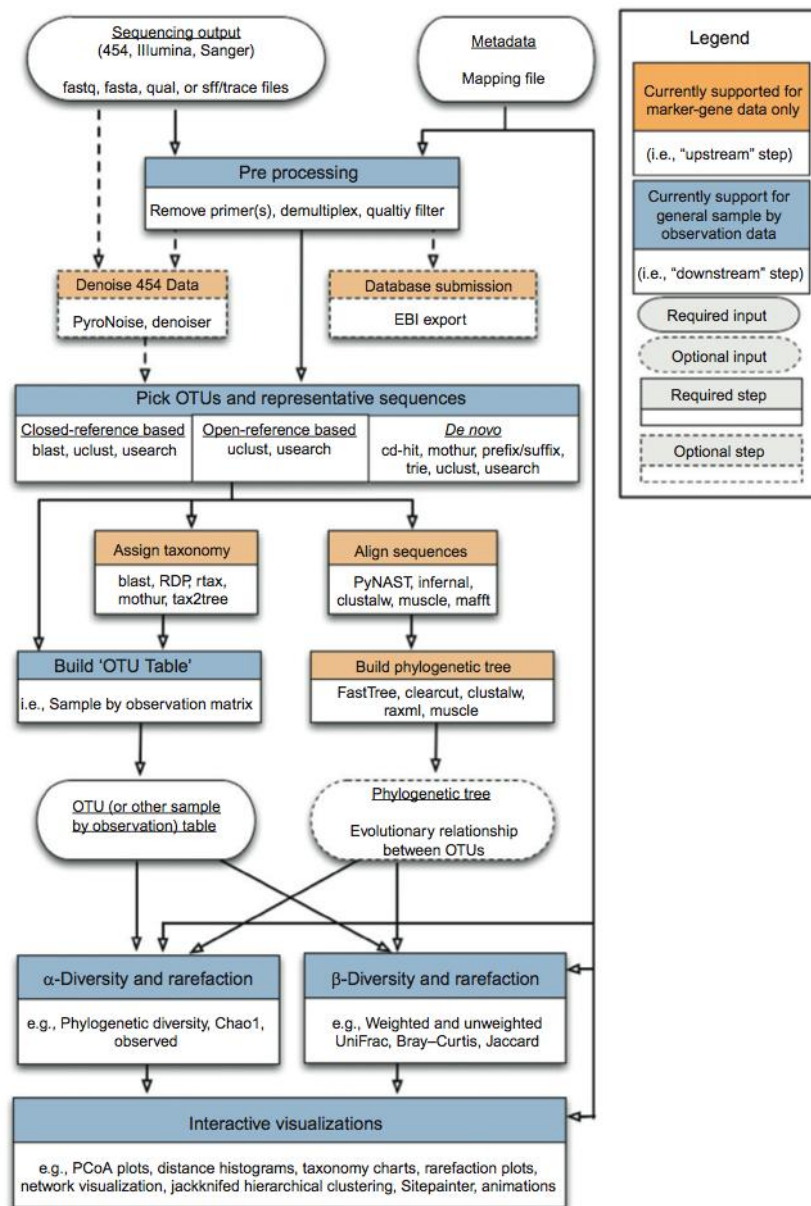 Sequencing output
(454, Illumina, Sanger)
fastq, fasta, qual, or sff/trace files
Metadata
Mapping file
Pre processing
Remove primer(s), demultiplex, qualtiy filter
Denoise 454 Data
PyroNoise, denoiser
Database submission
EBI export
Pick OTUs and representative sequences
Closed-reference based
blast, uclust, usearch
Open-reference based
uclust, usearch
De novo
cd-hit, mothur, prefix/suffix,
trie, uclust, usearch
Assign taxonomy
blast, RDP, rtax,
mothur, tax2tree
Align sequences
PyNAST, infernal,
clustalw, muscle, mafft
Build 'OTU Table'
i.e., Sample by observation matrix
Build phylogenetic tree
FastTree, clearcut, clustalw,
raxml, muscle
OTU (or other sample
by observation) table
Phylogenetic tree
Evolutionary relationship
between OTUs
α-Diversity and rarefaction
e.g., Phylogenetic diversity, Chao1,
observed
β-Diversity and rarefaction
e.g., Weighted and unweighted
UniFrac, Bray–Curtis, Jaccard
Interactive visualizations
e.g., PCoA plots, distance histograms, taxonomy charts, rarefaction plots,
network visualization, jackknifed hierarchical clustering, Sitepainter, animations
Legend
Currently supported for
marker-gene data only
(i.e., “upstream” step)
Currently support for
general sample by
observation data
(i.e., “downstream” step)
Required input
Optional input
Required step
Optional step